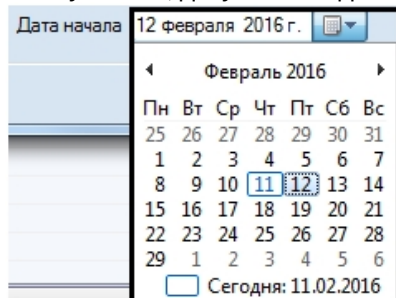 Дата начала 12 февраля 2016 г.
Февраль 2016
Пн Вт Ср Чт Пт Сб Вс
25 26 27 28 29 30 31
1 2 3 4 5 6 7
8 9 10 11 12 13 14
15 16 17 18 19 20 21
22 23 24 25 26 27 28
29 1 2 3 4 5 6
Сегодня: 11.02.2016